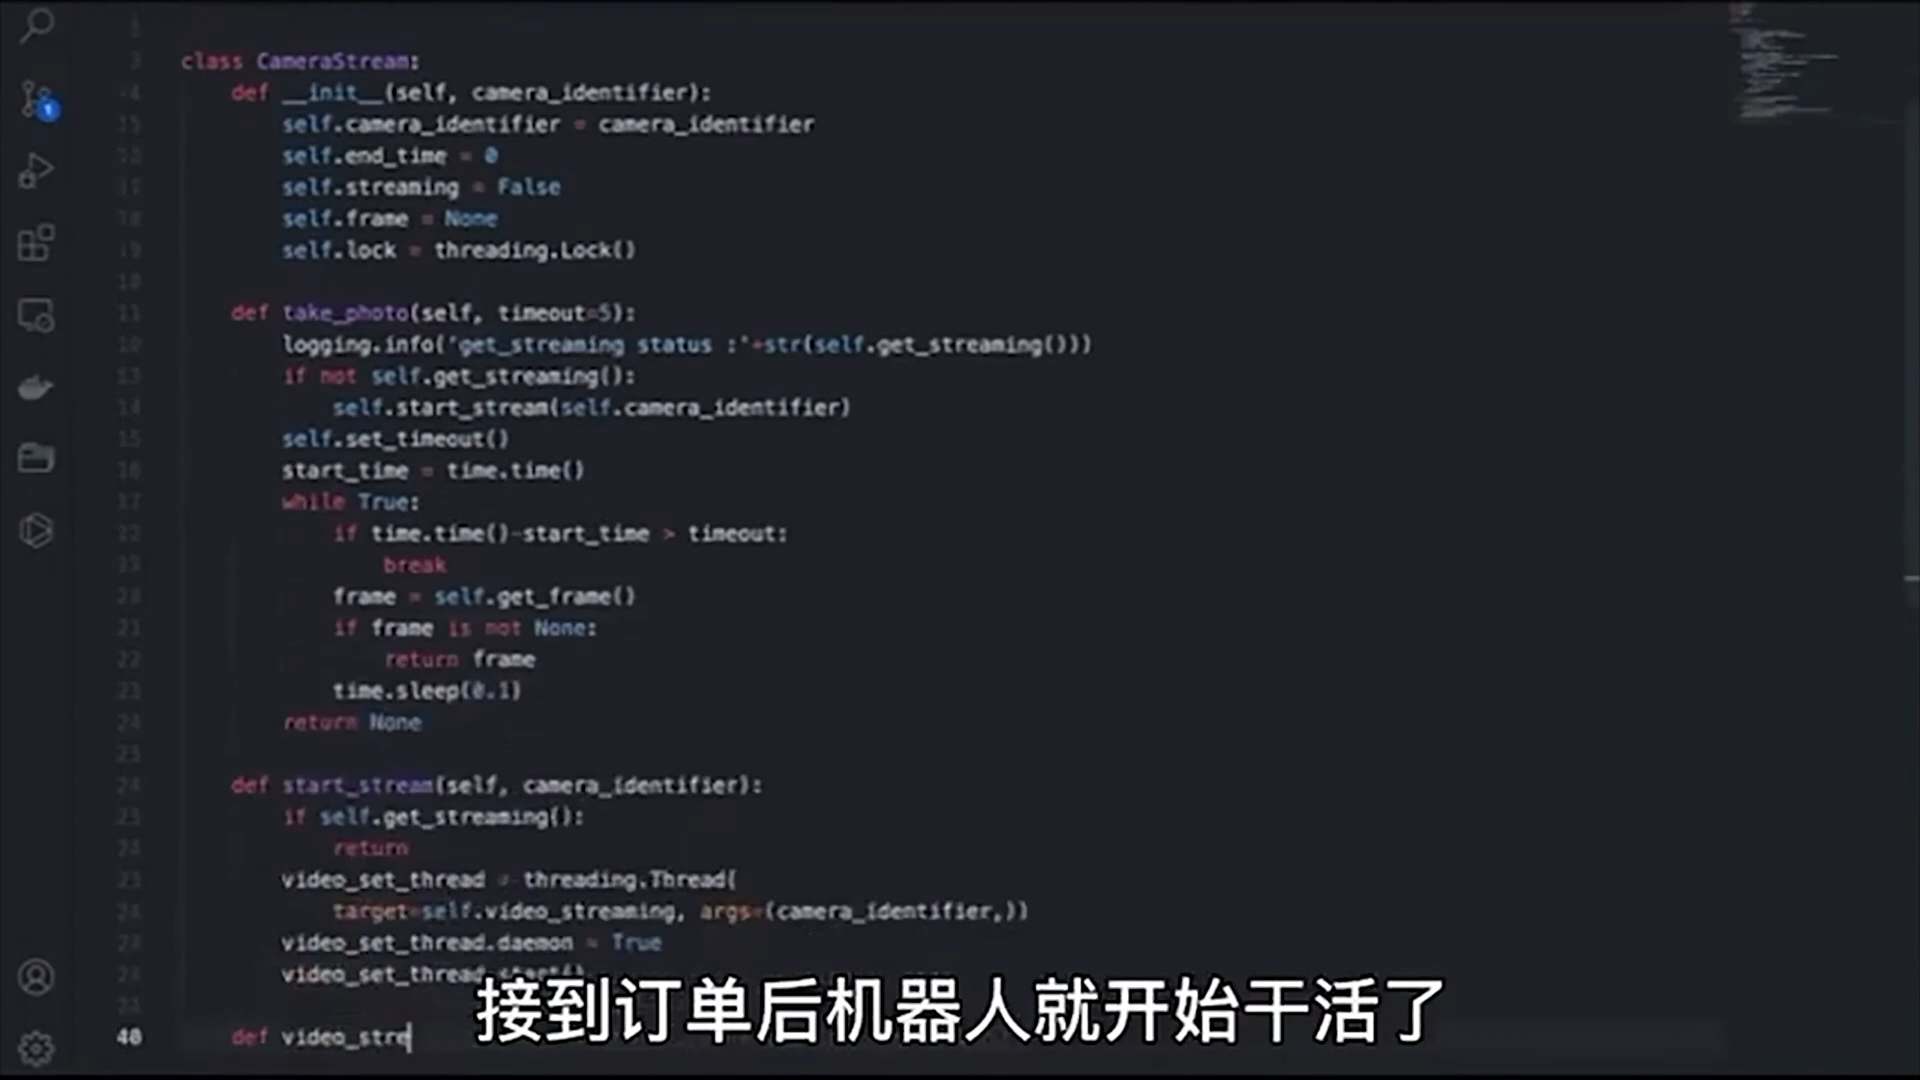 class CameraStream:
def __init__(self, camera_identifier):
self.camera_identifier = camera_identifier
self.end_time = 0
self.streaming = False
self.frame = None
self.lock = threading.Lock()
def take_photo(self, timeout=5):
logging.info('get_streaming status :'+str(self.get_streaming()))
if not self.get_streaming():
self.start_stream(self.camera_identifier)
self.set_timeout()
start_time = time.time()
while True:
if time.time()-start_time > timeout:
break
frame = self.get_frame()
if frame is not None:
return frame
time.sleep(0.1)
return None
def start_stream(self, camera_identifier):
if self.get_streaming():
return
video_set_thread = threading.Thread(
target=self.video_streaming, args=(camera_identifier,))
video_set_thread.daemon = True
video_set_thread.start()
40 def video_stre
接到订单后机器人就开始干活了